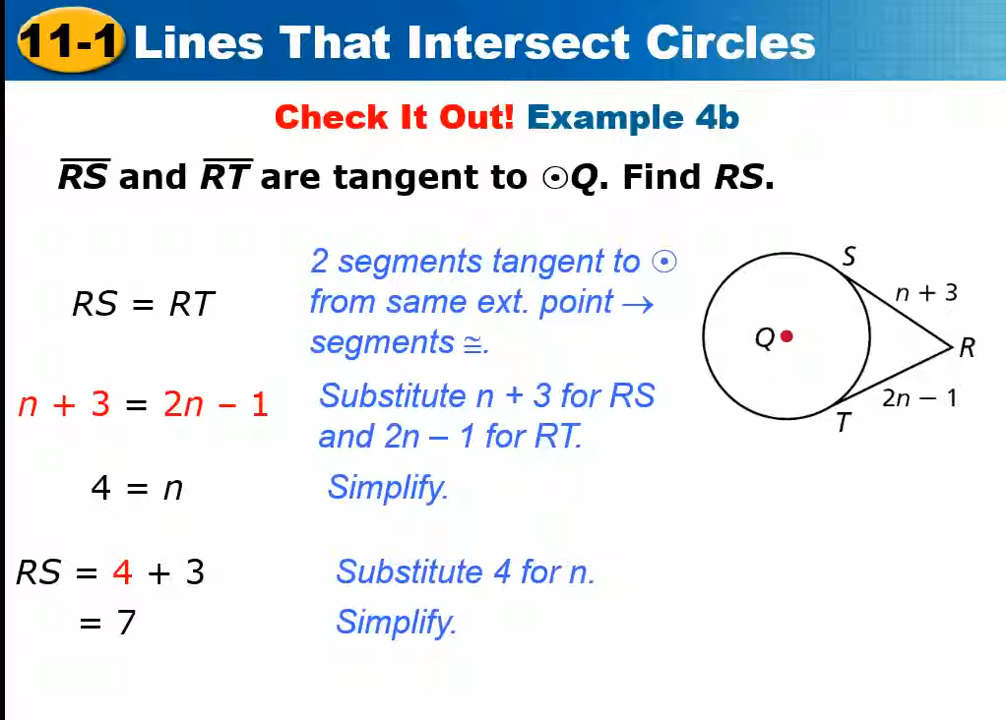 11-1 Lines That Intersect Circles
Check It Out! Example 4b
RS and RT are tangent to ⊙Q. Find RS.
RS = RT
2 segments tangent to ⊙
from same ext. point →
segments ≅.
n + 3 = 2n – 1
Substitute n + 3 for RS
and 2n – 1 for RT.
4 = n
Simplify.
RS = 4 + 3
Substitute 4 for n.
= 7
Simplify.
S
n + 3
Q
R
2n − 1
T